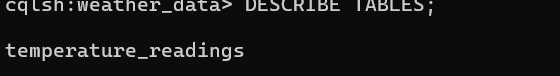 cqlsh:weather_data> DESCRIBE TABLES;
temperature_readings